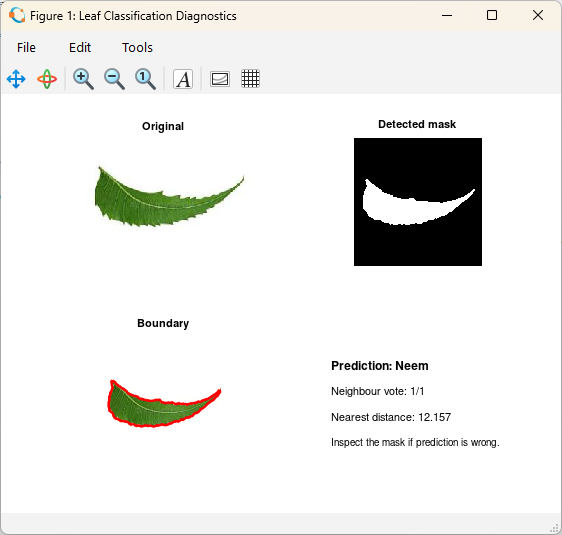 Figure 1: Leaf Classification Diagnostics
File Edit Tools
1 A
Original
Detected mask
Boundary
Prediction: Neem
Neighbour vote: 1/1
Nearest distance: 12.157
Inspect the mask if prediction is wrong.